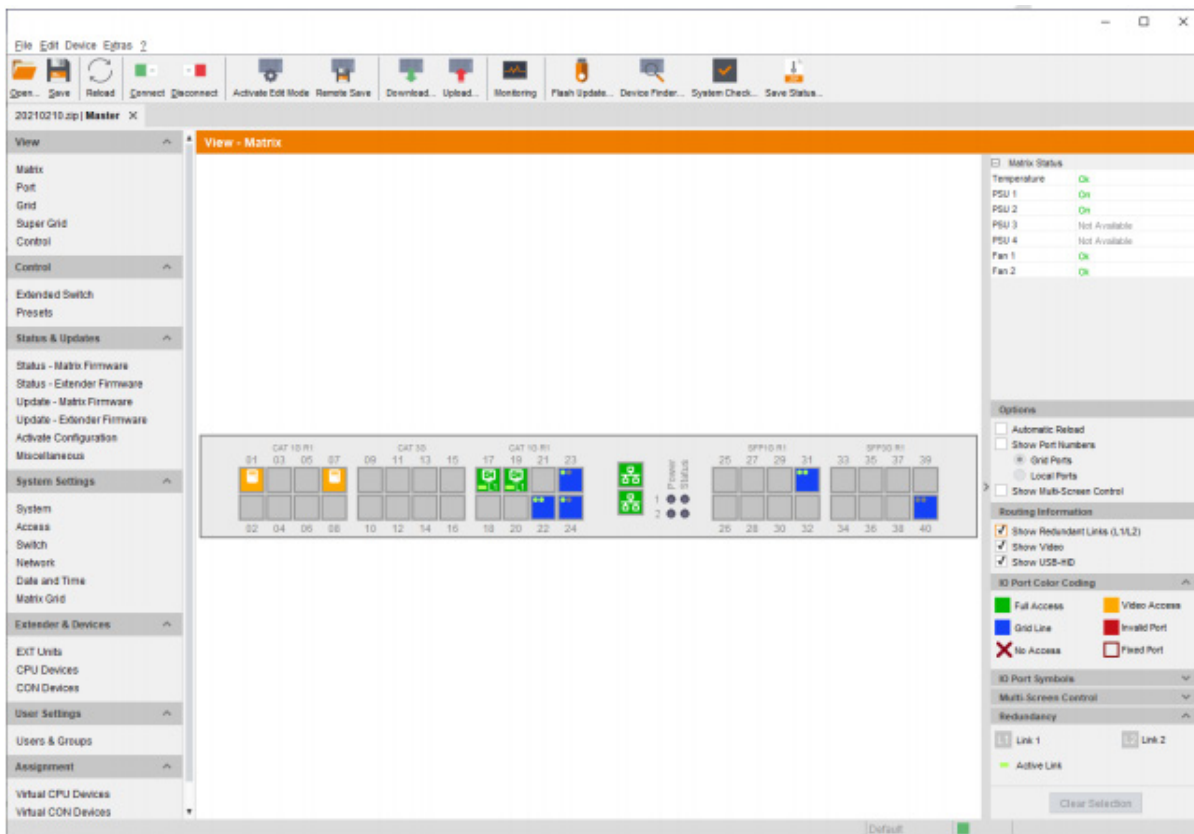 File Edit Device Extras ?
Open... Save Reload Connect Disconnect Activate Edit Mode Remote Save Download... Upload... Monitoring Flash Update... Device Finder... System Check... Save Status...
20210210.zip | Master X
View
View - Matrix
Matrix
Port
Grid
Super Grid
Control
Control
Extended Switch
Presets
Status & Updates
Status - Matrix Firmware
Status - Extender Firmware
Update - Matrix Firmware
Update - Extender Firmware
Activate Configuration
Miscellaneous
System Settings
System
Access
Switch
Network
Date and Time
Matrix Grid
Extender & Devices
EXT Units
CPU Devices
CON Devices
User Settings
Users & Groups
Assignment
Virtual CPU Devices
Virtual CON Devices
CAT 1G R1 CAT 3G CAT 1G R1 SFP1G R1 SFP3G R1
01 03 05 07 09 11 13 15 17 19 21 23 25 27 29 31 33 35 37 39
Power Status
1
2
02 04 06 08 10 12 14 16 18 20 22 24 26 28 30 32 34 36 38 40
Matrix Status
Temperature Ok
PSU 1 On
PSU 2 On
PSU 3 Not Available
PSU 4 Not Available
Fan 1 Ok
Fan 2 Ok
Options
Automatic Reload
Show Port Numbers
Grid Ports
Local Ports
Show Multi-Screen Control
Routing Information
Show Redundant Links (L1/L2)
Show Video
Show USB-HID
IO Port Color Coding
Full Access Video Access
Grid Line Invalid Port
No Access Fixed Port
IO Port Symbols
Multi-Screen Control
Redundancy
L1 Link 1 L2 Link 2
Active Link
Clear Selection
Default